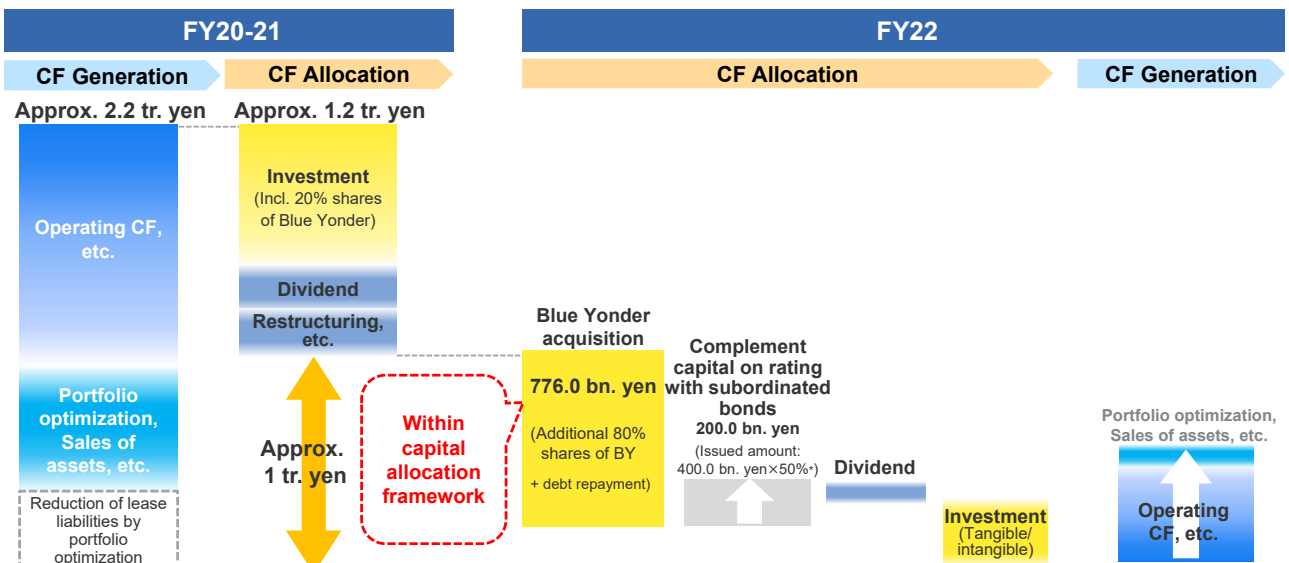 FY20-21
FY22
CF Generation
CF Allocation
CF Allocation
CF Generation
Approx. 2.2 tr. yen
Approx. 1.2 tr. yen
Operating CF,
etc.
Portfolio
optimization,
Sales of
assets, etc.
Reduction of lease
liabilities by
portfolio
optimization
Investment
(Incl. 20% shares
of Blue Yonder)
Dividend
Restructuring,
etc.
Approx.
1 tr. yen
Within
capital
allocation
framework
Blue Yonder
acquisition
776.0 bn. yen
(Additional 80%
shares of BY
+ debt repayment)
Complement
capital on rating
with subordinated
bonds
200.0 bn. yen
(Issued amount:
400.0 bn. yen×50%*)
Dividend
Investment
(Tangible/
intangible)
Portfolio optimization,
Sales of assets, etc.
Operating
CF, etc.